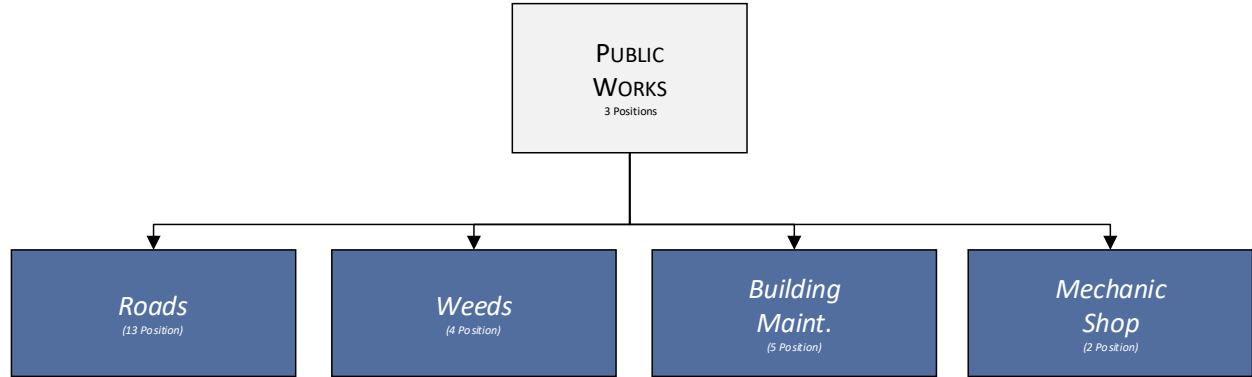 PUBLIC
WORKS
3 Positions
Roads
(13 Position)
Weeds
(4 Position)
Building
Maint.
(5 Position)
Mechanic
Shop
(2 Position)